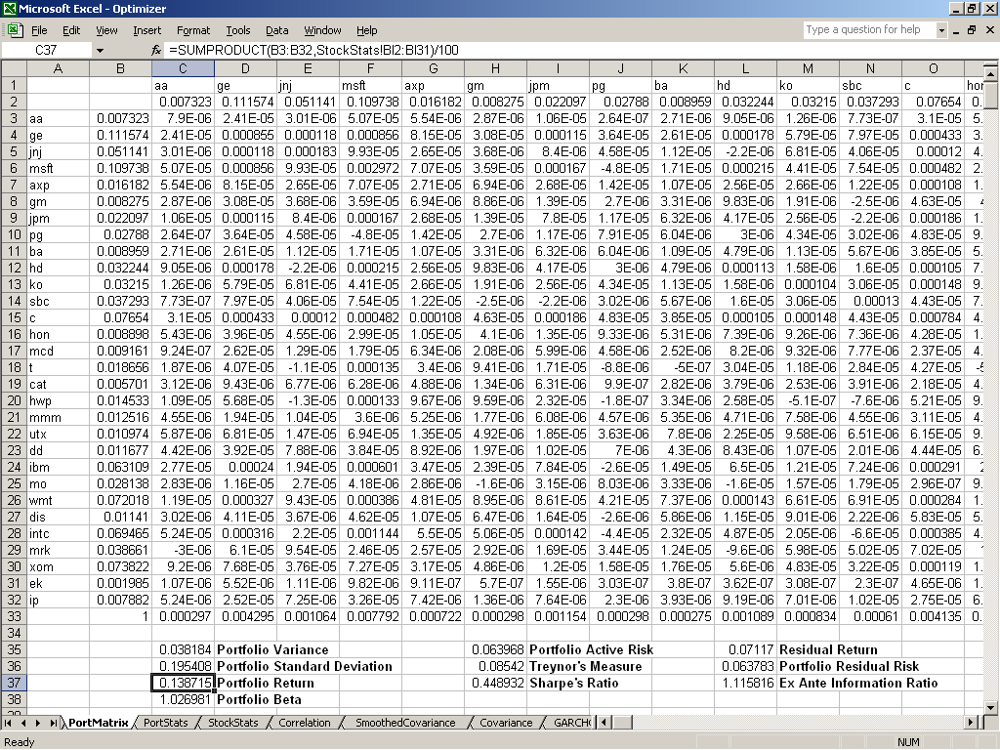 Microsoft Excel - Optimizer
File Edit View Insert Format Tools Data Window Help Type a question for help
C37 fx =SUMPRODUCT(B3:B32,StockStats!BI2:BI31)/100
A B C D E F G H I J K L M N O
1 aa ge jnj msft axp gm jpm pg ba hd ko sbc c hon
2 0.007323 0.111574 0.051141 0.109738 0.016182 0.008275 0.022097 0.02788 0.008959 0.032244 0.03215 0.037293 0.07654 0.0
3 aa 0.007323 7.9E-06 2.41E-05 3.01E-06 5.07E-05 5.54E-06 2.87E-06 1.06E-05 2.64E-07 2.71E-06 9.05E-06 1.26E-06 7.73E-07 3.1E-05 5.
4 ge 0.111574 2.41E-05 0.000855 0.000118 0.000856 8.15E-05 3.08E-05 0.000115 3.64E-05 2.61E-05 0.000178 5.79E-05 7.97E-05 0.000433 3.
5 jnj 0.051141 3.01E-06 0.000118 0.000183 9.93E-05 2.65E-05 3.68E-06 8.4E-06 4.58E-05 1.12E-05 -2.2E-06 6.81E-05 4.06E-05 0.00012 4.
6 msft 0.109738 5.07E-05 0.000856 9.93E-05 0.002972 7.07E-05 3.59E-05 0.000167 -4.8E-05 1.71E-05 0.000215 4.41E-05 7.54E-05 0.000482 2.
7 axp 0.016182 5.54E-06 8.15E-05 2.65E-05 7.07E-05 2.71E-05 6.94E-06 2.68E-05 1.42E-05 1.07E-05 2.56E-05 2.66E-05 1.22E-05 0.000108 1.
8 gm 0.008275 2.87E-06 3.08E-05 3.68E-06 3.59E-05 6.94E-06 8.86E-06 1.39E-05 2.7E-06 3.31E-06 9.83E-06 1.91E-06 -2.5E-06 4.63E-05 4
9 jpm 0.022097 1.06E-05 0.000115 8.4E-06 0.000167 2.68E-05 1.39E-05 7.8E-05 1.17E-05 6.32E-06 4.17E-05 2.56E-05 -2.2E-06 0.000186 1.
10 pg 0.02788 2.64E-07 3.64E-05 4.58E-05 -4.8E-05 1.42E-05 2.7E-06 1.17E-05 7.91E-05 6.04E-06 3E-06 4.34E-05 3.02E-06 4.83E-05 9.
11 ba 0.008959 2.71E-06 2.61E-05 1.12E-05 1.71E-05 1.07E-05 3.31E-06 6.32E-06 6.04E-06 1.09E-05 4.79E-06 1.13E-05 5.67E-06 3.85E-05 5.
12 hd 0.032244 9.05E-06 0.000178 -2.2E-06 0.000215 2.56E-05 9.83E-06 4.17E-05 3E-06 4.79E-06 0.000113 1.58E-06 1.6E-05 0.000105 7.
13 ko 0.03215 1.26E-06 5.79E-05 6.81E-05 4.41E-05 2.66E-05 1.91E-06 2.56E-05 4.34E-05 1.13E-05 1.58E-06 0.000104 3.06E-05 0.000148 9.
14 sbc 0.037293 7.73E-07 7.97E-05 4.06E-05 7.54E-05 1.22E-05 -2.5E-06 -2.2E-06 3.02E-06 5.67E-06 1.6E-05 3.06E-05 0.00013 4.43E-05 7.
15 c 0.07654 3.1E-05 0.000433 0.00012 0.000482 0.000108 4.63E-05 0.000186 4.83E-05 3.85E-05 0.000105 0.000148 4.43E-05 0.000784 4.
16 hon 0.008898 5.43E-06 3.96E-05 4.55E-06 2.99E-05 1.05E-05 4.1E-06 1.35E-05 9.33E-06 5.31E-06 7.39E-06 9.26E-06 7.36E-06 4.28E-05 1.
17 mcd 0.009161 9.24E-07 2.62E-05 1.29E-05 1.79E-05 6.34E-06 2.08E-06 5.99E-06 4.58E-06 2.52E-06 8.2E-06 9.32E-06 7.77E-06 2.37E-05 4.
18 t 0.018656 1.87E-06 4.07E-05 -1.1E-05 0.000135 3.4E-06 9.41E-06 1.71E-05 -8.8E-06 -5E-07 3.04E-05 1.18E-06 2.84E-05 4.27E-05 -5
19 cat 0.005701 3.12E-06 9.43E-06 6.77E-06 6.28E-06 4.88E-06 1.34E-06 6.31E-06 9.9E-07 2.82E-06 3.79E-06 2.53E-06 3.91E-06 2.18E-05 4.
20 hwp 0.014533 1.09E-05 5.68E-05 -1.3E-05 0.000133 9.67E-06 9.59E-06 2.32E-05 -1.8E-07 3.34E-06 2.58E-05 -5.1E-07 -7.6E-06 5.21E-05 9.
21 mmm 0.012516 4.55E-06 1.94E-05 1.04E-05 3.6E-06 5.25E-06 1.77E-06 6.08E-06 4.57E-06 5.35E-06 4.71E-06 7.58E-06 4.55E-06 3.11E-05 4.
22 utx 0.010974 5.87E-06 6.81E-05 1.47E-05 6.94E-05 1.35E-05 4.92E-06 1.85E-05 3.63E-06 7.8E-06 2.25E-05 9.58E-06 6.51E-06 6.15E-05 9.
23 dd 0.011677 4.42E-06 3.92E-05 7.88E-06 3.84E-05 8.92E-06 1.97E-06 1.02E-05 7E-06 4.3E-06 8.43E-06 1.07E-05 2.01E-06 4.44E-05 6.
24 ibm 0.063109 2.77E-05 0.00024 1.94E-05 0.000601 3.47E-05 2.39E-05 7.84E-05 -2.6E-05 1.49E-05 6.5E-05 1.21E-05 7.24E-06 0.000291 2
25 mo 0.028138 2.83E-06 1.16E-05 2.7E-05 4.18E-06 2.86E-06 -1.6E-06 3.15E-06 8.03E-06 3.33E-06 -1.6E-05 1.57E-05 1.79E-05 2.96E-07 9.
26 wmt 0.072018 1.19E-05 0.000327 9.43E-05 0.000386 4.81E-05 8.95E-06 8.61E-05 4.21E-05 7.37E-06 0.000143 6.61E-05 6.91E-05 0.000284 1.
27 dis 0.01141 3.02E-06 4.11E-05 3.67E-06 4.62E-05 1.07E-05 6.47E-06 1.64E-05 -2.6E-06 5.86E-06 1.15E-05 9.01E-06 2.22E-06 5.83E-05 5.
28 intc 0.069465 5.24E-05 0.000316 2.2E-05 0.001144 5.5E-05 5.06E-05 0.000142 -4.4E-05 2.32E-05 4.87E-05 2.05E-06 -6.6E-05 0.000385 4.
29 mrk 0.038661 -3E-06 6.1E-05 9.54E-05 2.46E-05 2.57E-05 2.92E-06 1.69E-05 3.44E-05 1.24E-05 -9.6E-06 5.98E-05 5.02E-05 7.02E-05
30 xom 0.073822 9.2E-06 7.68E-05 3.76E-05 7.27E-05 3.17E-05 4.86E-06 1.2E-05 1.58E-05 1.76E-05 5.6E-06 4.83E-05 3.22E-05 0.000119 1.
31 ek 0.001985 1.07E-06 5.52E-06 1.11E-06 9.82E-06 9.11E-07 5.7E-07 1.55E-06 3.03E-07 3.8E-07 3.62E-06 3.08E-07 2.3E-07 4.65E-06 1.
32 ip 0.007882 5.24E-06 2.52E-05 7.25E-06 3.26E-05 7.42E-06 1.36E-06 7.64E-06 2.3E-06 3.93E-06 9.19E-06 7.01E-06 1.02E-05 2.75E-05 6.
33 1 0.000297 0.004295 0.001064 0.007792 0.000722 0.000298 0.001154 0.000298 0.000275 0.001089 0.000834 0.00061 0.004135 0.
34
35 0.038184 Portfolio Variance 0.063968 Portfolio Active Risk 0.07117 Residual Return
36 0.195408 Portfolio Standard Deviation 0.08542 Treynor's Measure 0.063783 Portfolio Residual Risk
37 0.138715 Portfolio Return 0.448932 Sharpe's Ratio 1.115816 Ex Ante Information Ratio
38 1.026981 Portfolio Beta
PortMatrix PortStats StockStats Correlation SmoothedCovariance Covariance GARCH
Ready NUM